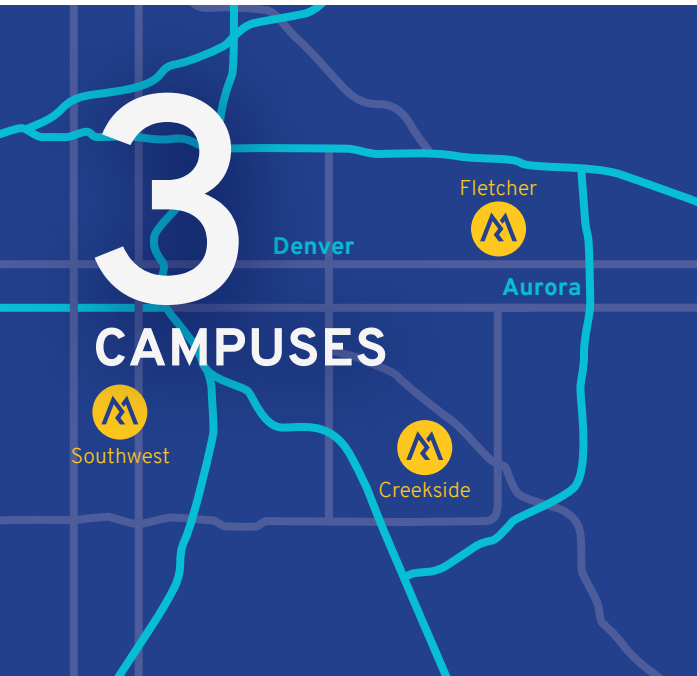 3
CAMPUSES
Fletcher
Denver
Aurora
Southwest
Creekside